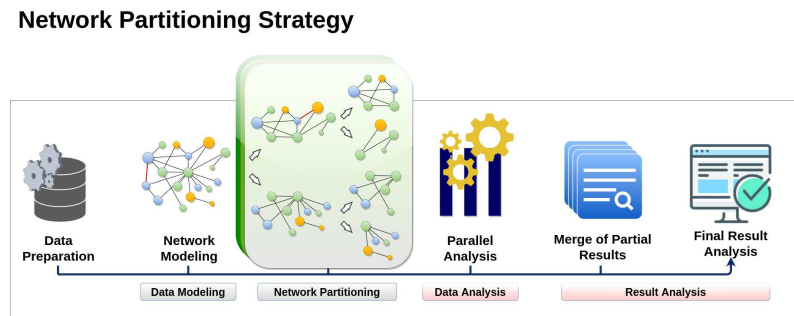 Network Partitioning Strategy
Data
Preparation
Network
Modeling
Parallel
Analysis
Merge of Partial
Results
Final Result
Analysis
Data Modeling
Network Partitioning
Data Analysis
Result Analysis